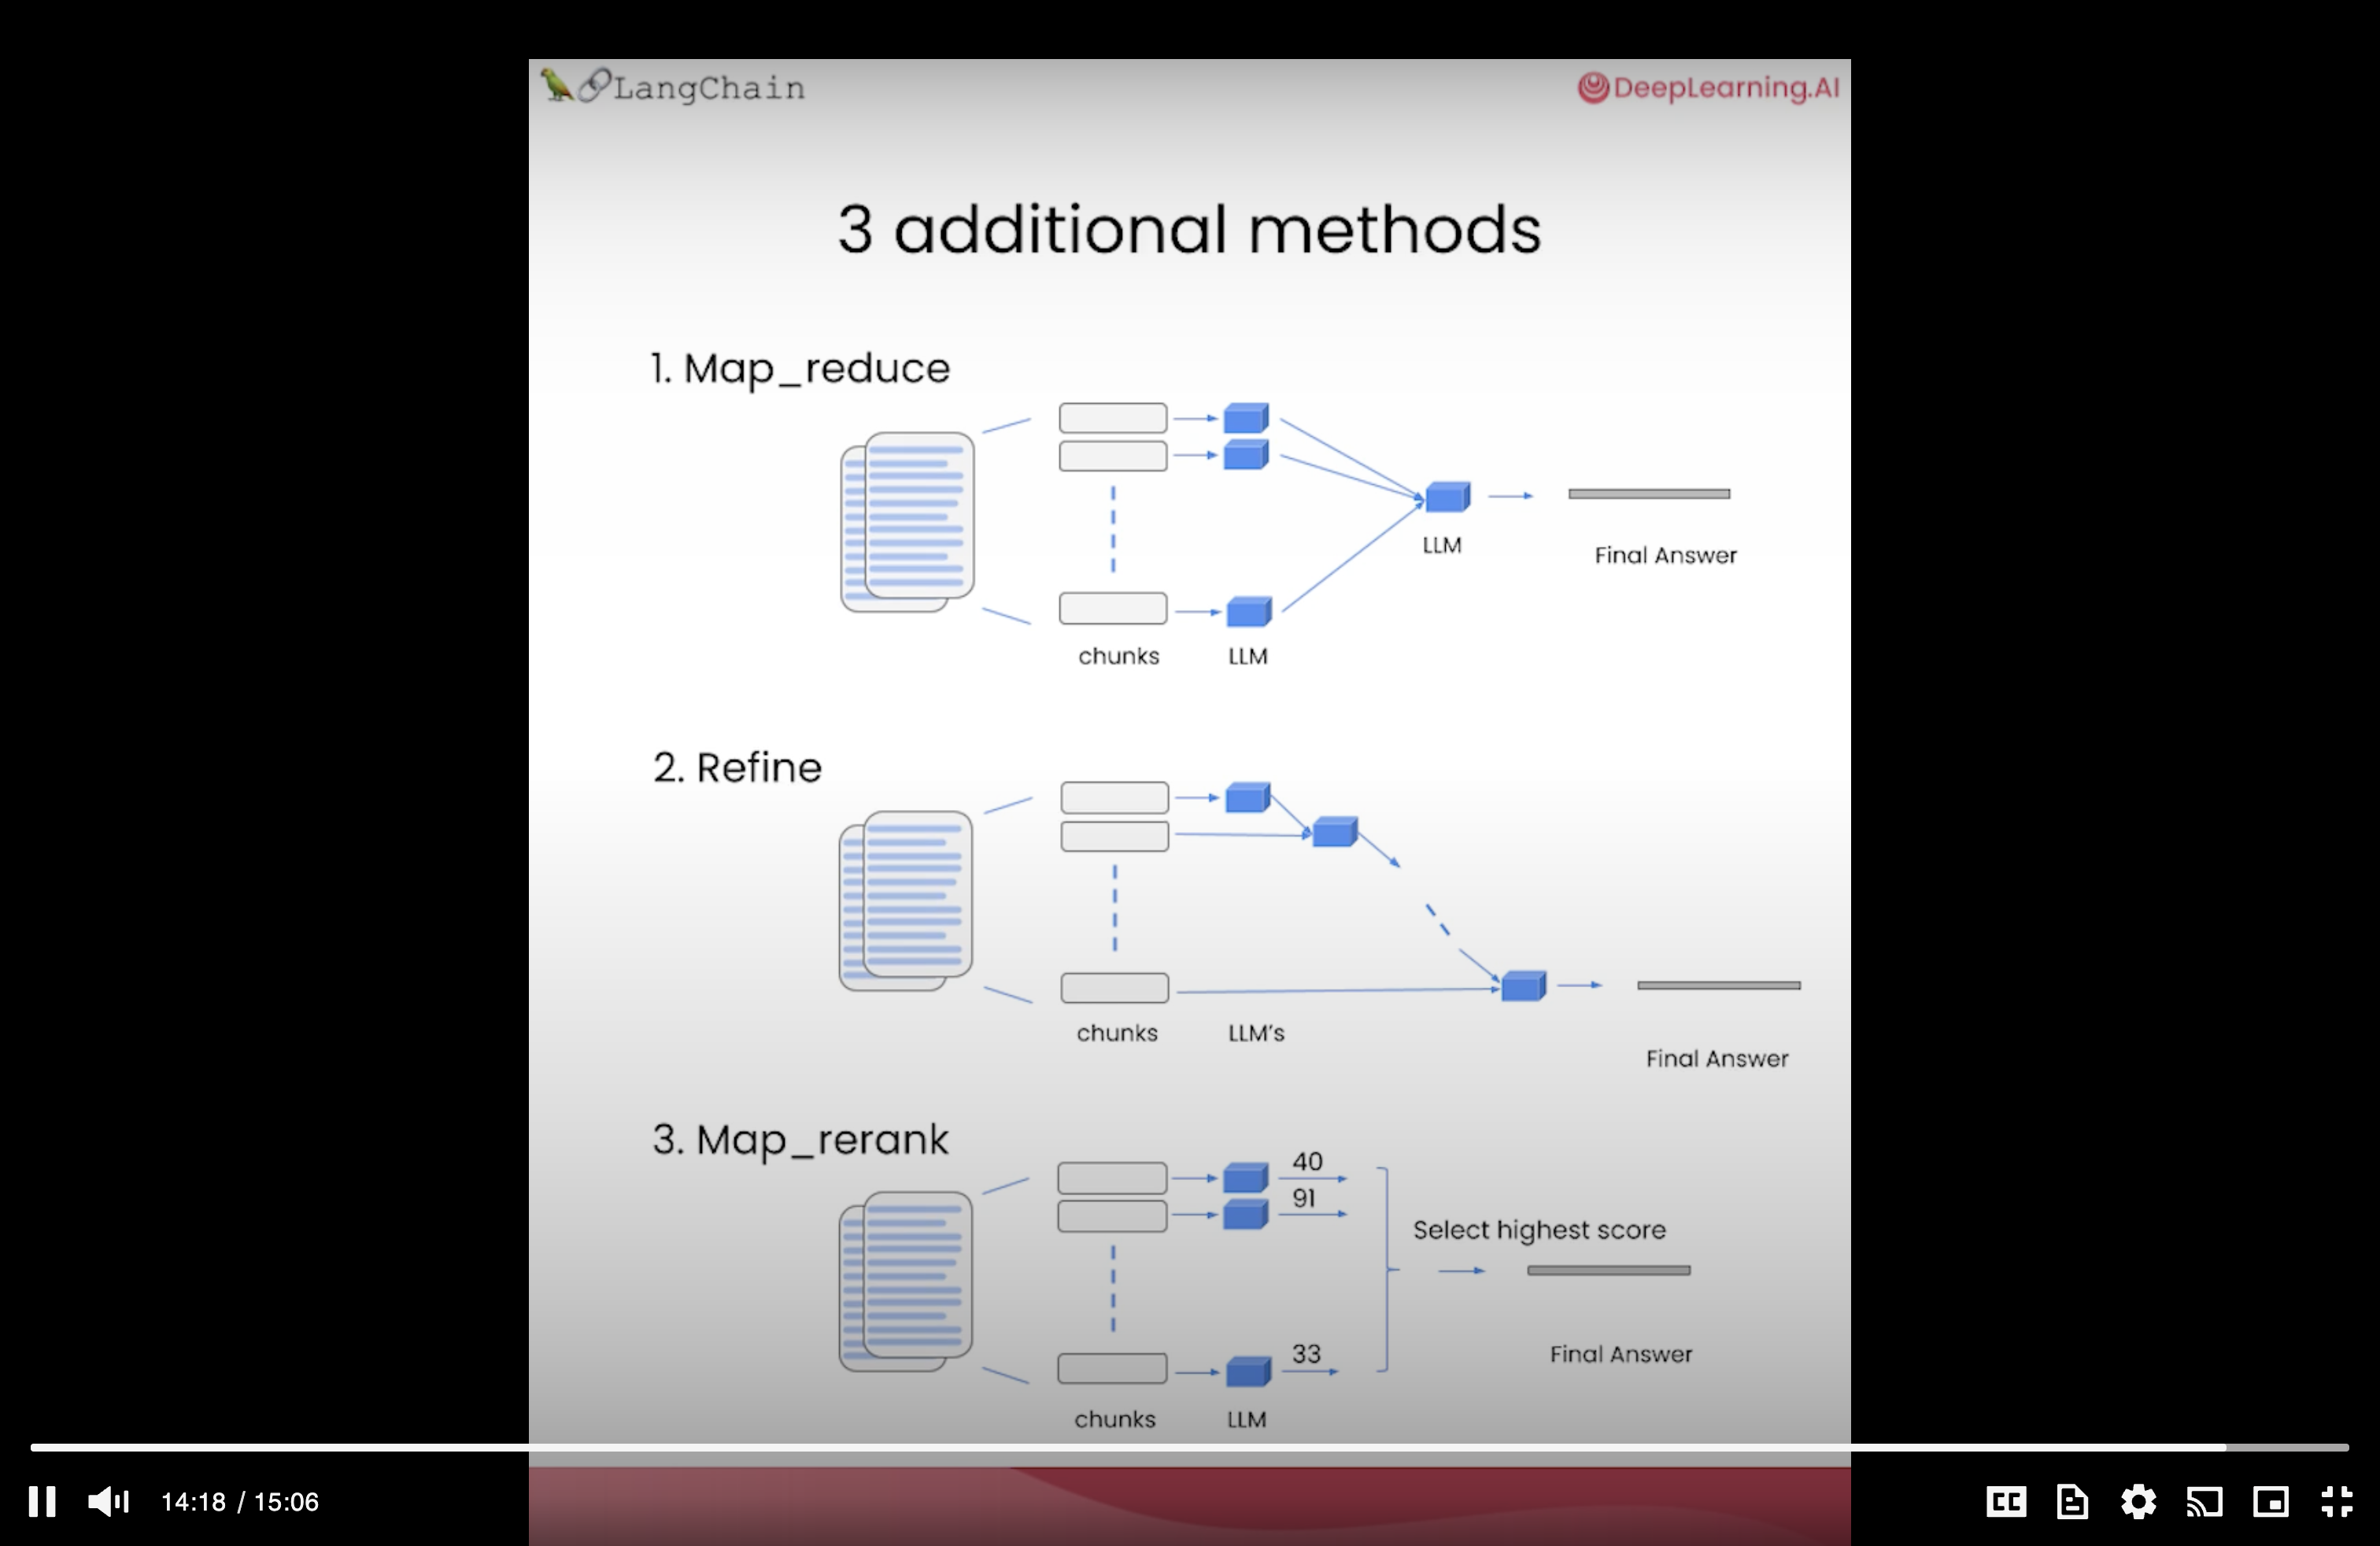 LangChain
DeepLearning.AI
3 additional methods
1. Map_reduce
LLM
Final Answer
chunks
LLM
2. Refine
chunks
LLM's
Final Answer
3. Map_rerank
40
91
Select highest score
33
Final Answer
chunks
LLM
14:18 / 15:06
CC